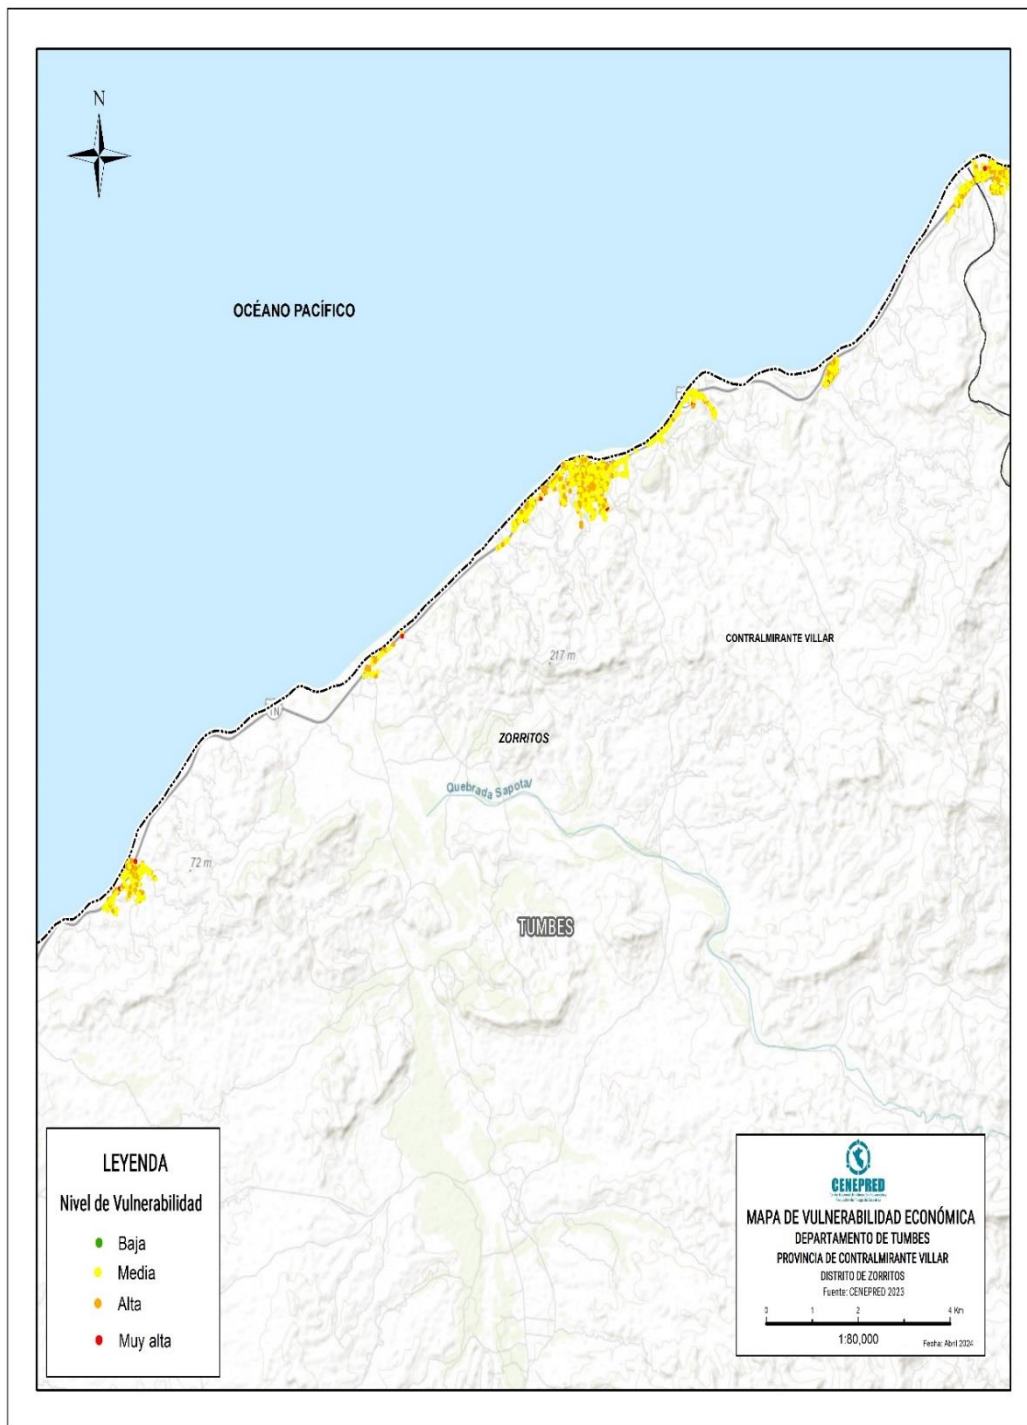 N
OCÉANO PACÍFICO
CONTRALMIRANTE VILLAR
217 m
1N
ZORRITOS
Quebrada Sapotal
72 m
TUMBES
LEYENDA
Nivel de Vulnerabilidad
Baja
Media
Alta
Muy alta
CENEPRED
MAPA DE VULNERABILIDAD ECONÓMICA
DEPARTAMENTO DE TUMBES
PROVINCIA DE CONTRALMIRANTE VILLAR
DISTRITO DE ZORRITOS
Fuente: CENEPRED 2023
0 1 2 4 Km
1:80,000
Fecha: Abril 2024